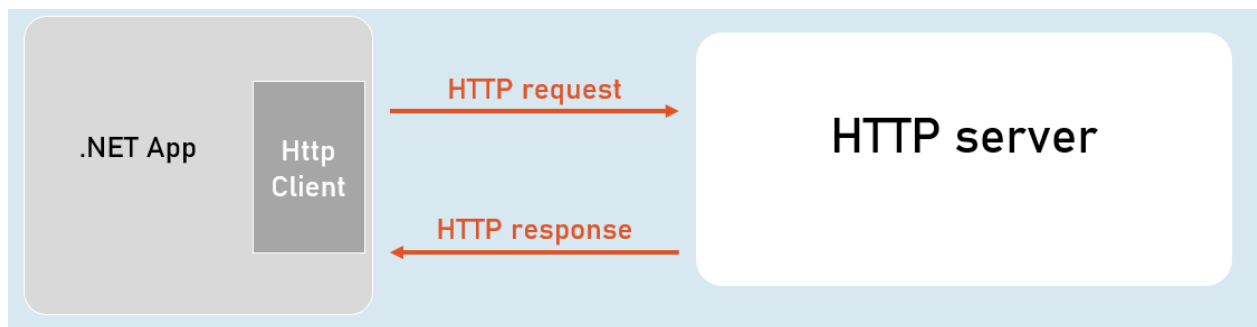 .NET App
Http
Client
HTTP request
HTTP response
HTTP server